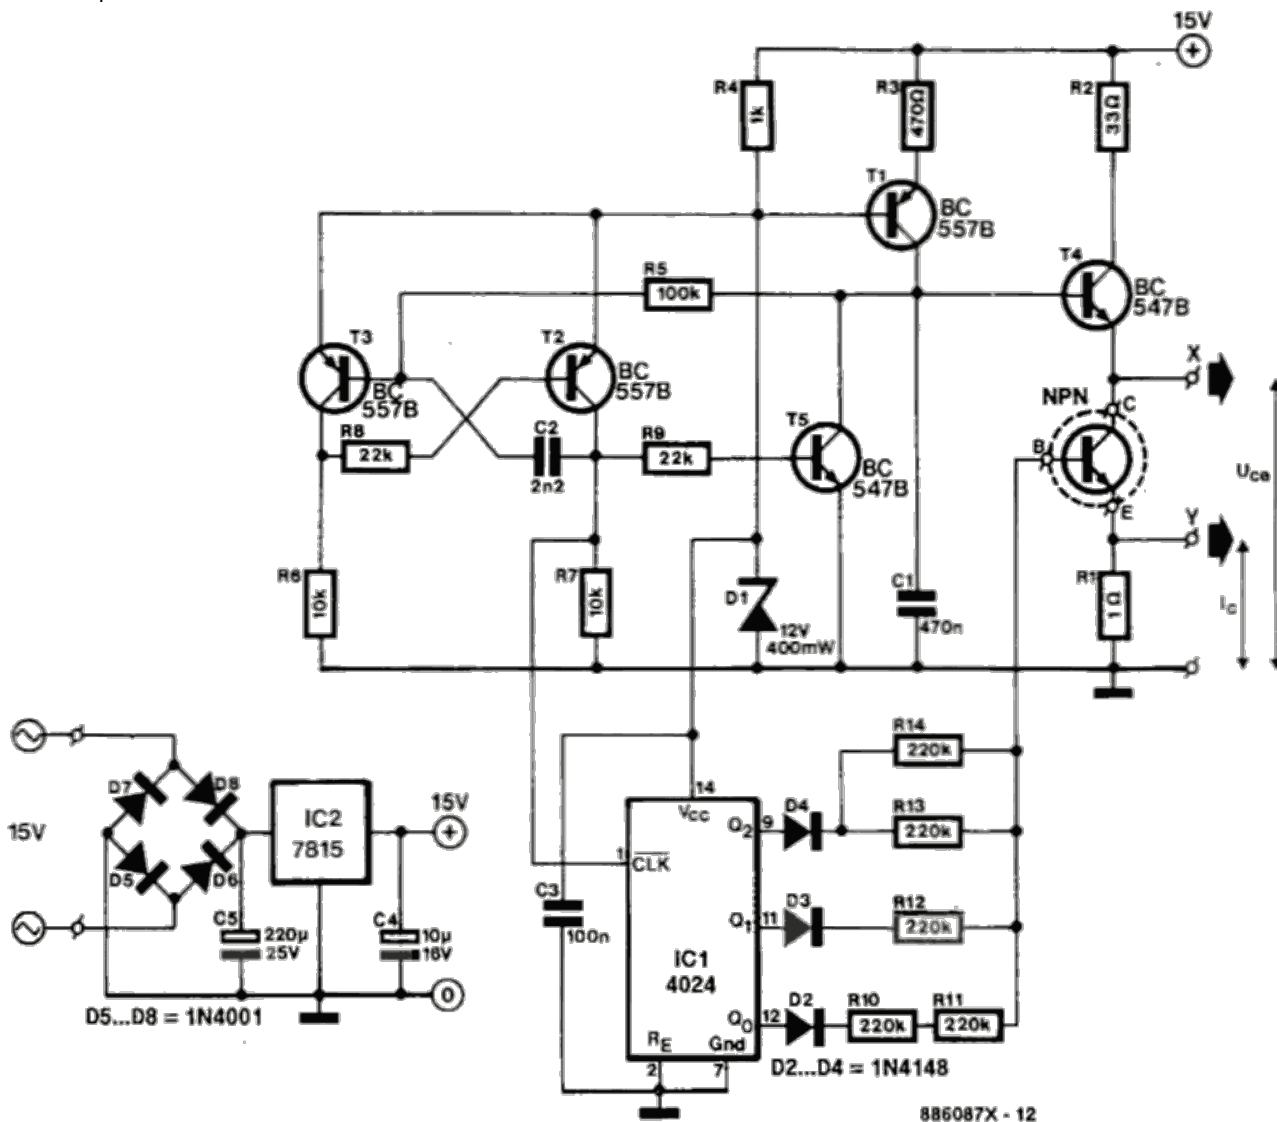 15V
+
R4
1k
R3
470Ω
R2
33Ω
T1
BC
557B
T4
BC
547B
R5
100k
T3
BC
557B
T2
BC
557B
X
NPN
C
B
E
Uce
R8
22k
C2
2n2
R9
22k
T5
BC
547B
Y
R6
10k
R7
10k
D1
12V
400mW
C1
470n
R1
1Ω
IC
15V
D7
D8
D5
D6
IC2
7815
15V
+
C5
220µ
25V
C4
10µ
16V
0
D5...D8 = 1N4001
14
VCC
1
CLK
C3
100n
IC1
4024
Q2
9
D4
R14
220k
R13
220k
Q1
11
D3
R12
220k
Q0
12
D2
R10
220k
R11
220k
RE
2
Gnd
7
D2...D4 = 1N4148
886087X - 12